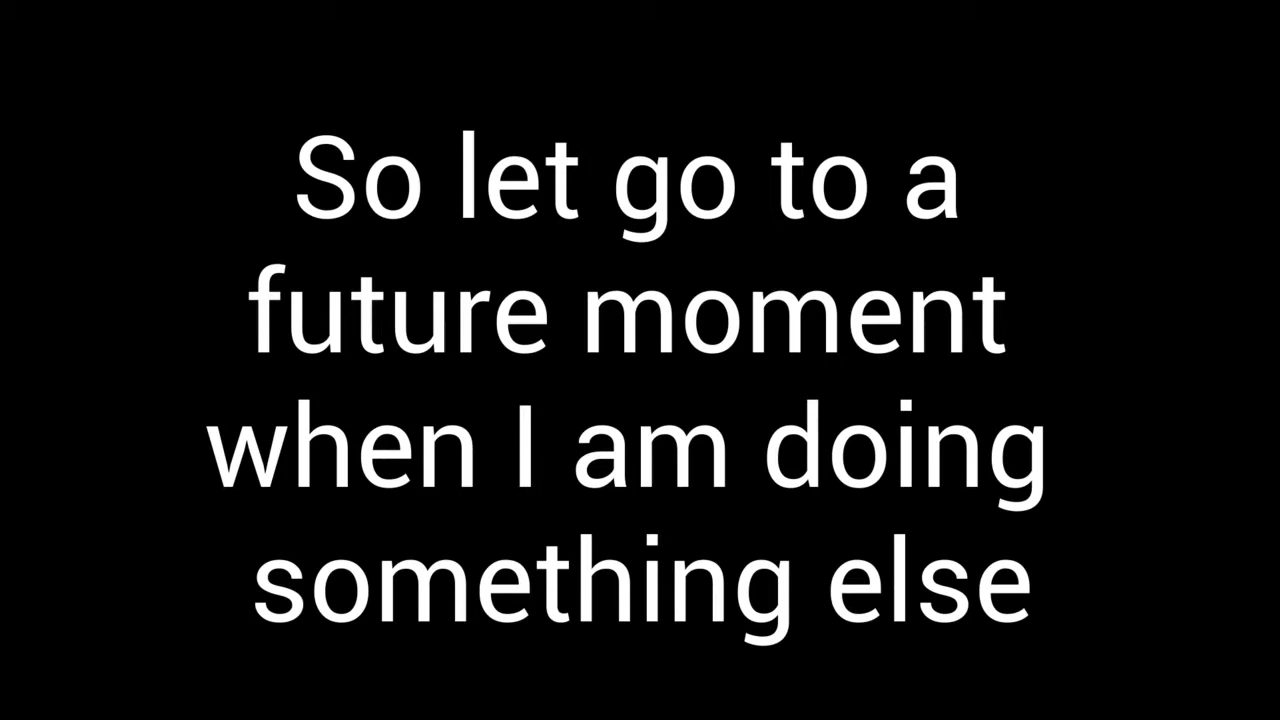 So let go to a
future moment
when I am doing
something else